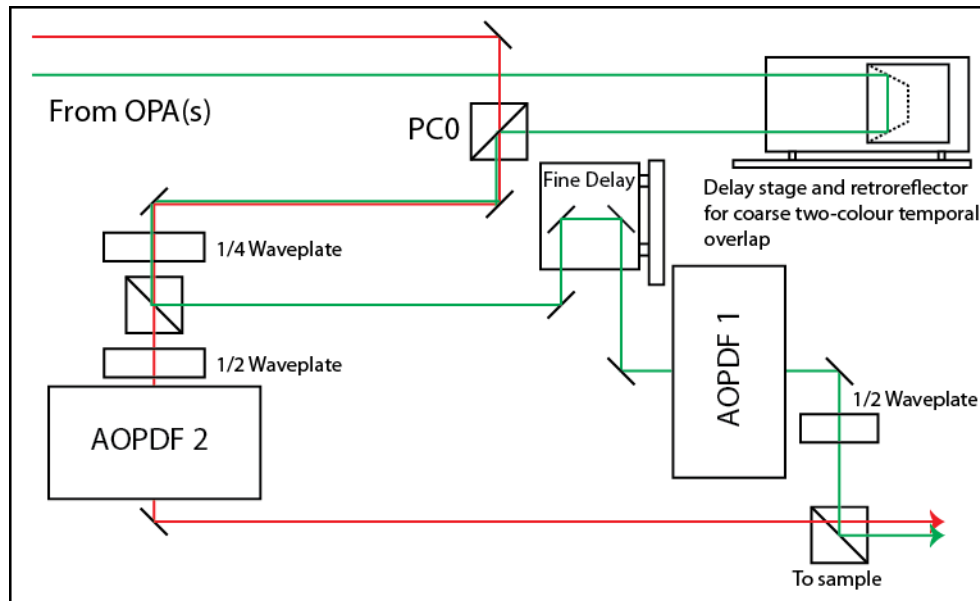 From OPA(s)
PC0
Fine Delay
Delay stage and retroreflector
for coarse two-colour temporal
overlap
1/4 Waveplate
1/2 Waveplate
AOPDF 1
1/2 Waveplate
AOPDF 2
To sample